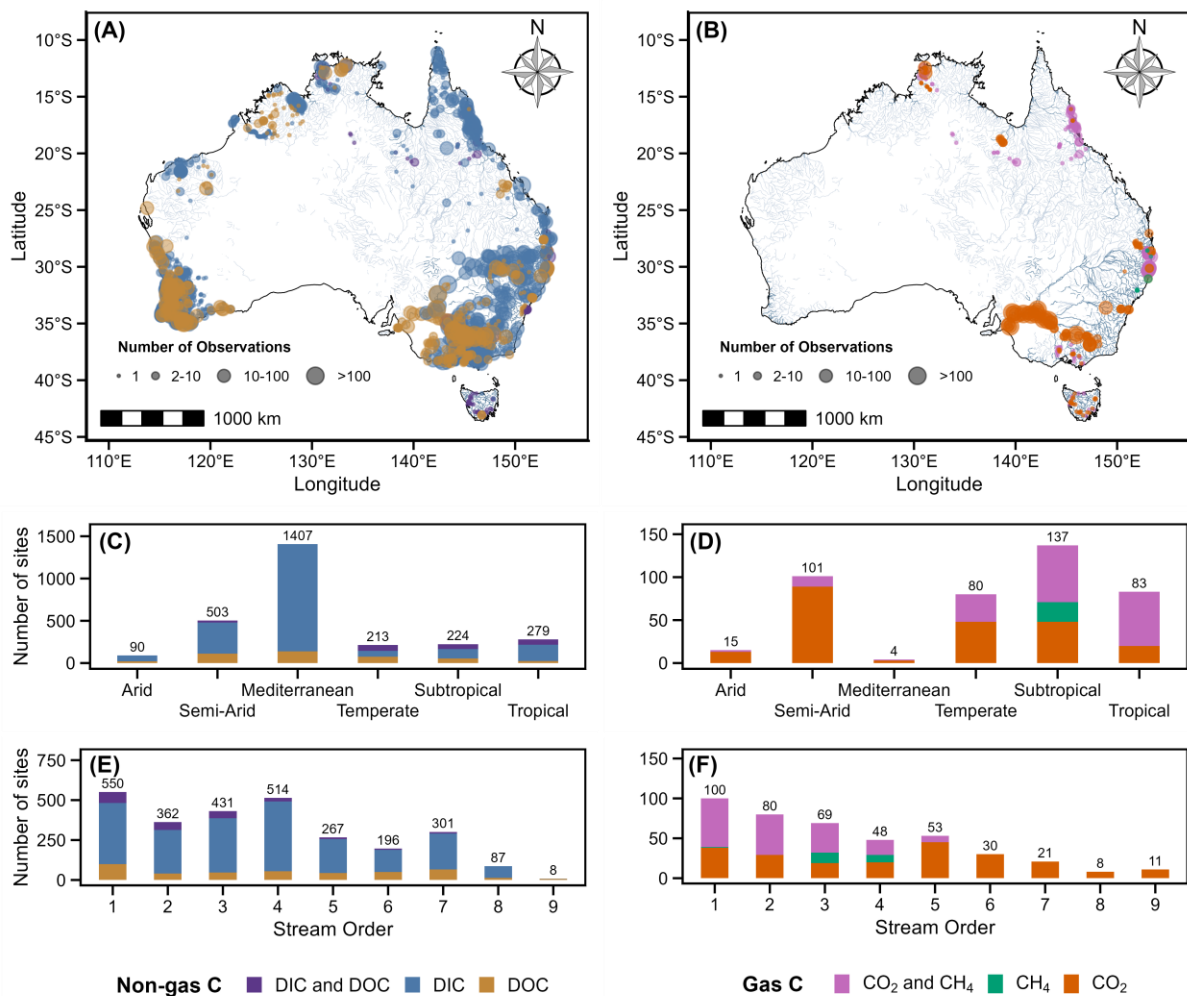 (A)
N
10°S
15°S
20°S
25°S
30°S
35°S
40°S
45°S
Latitude
Number of Observations
1 2-10 10-100 >100
1000 km
110°E 120°E 130°E 140°E 150°E
Longitude
(B)
N
10°S
15°S
20°S
25°S
30°S
35°S
40°S
45°S
Latitude
Number of Observations
1 2-10 10-100 >100
1000 km
110°E 120°E 130°E 140°E 150°E
Longitude
(C)
Number of sites
1500
1000
500
0
90 503 1407 213 224 279
Arid Mediterranean Subtropical
Semi-Arid Temperate Tropical
(D)
Number of sites
150
100
50
0
15 101 4 80 137 83
Arid Mediterranean Subtropical
Semi-Arid Temperate Tropical
(E)
Number of sites
750
500
250
0
550 362 431 514 267 196 301 87 8
1 2 3 4 5 6 7 8 9
Stream Order
(F)
150
100
50
0
100 80 69 48 53 30 21 8 11
1 2 3 4 5 6 7 8 9
Stream Order
Non-gas C DIC and DOC DIC DOC
Gas C CO₂ and CH₄ CH₄ CO₂